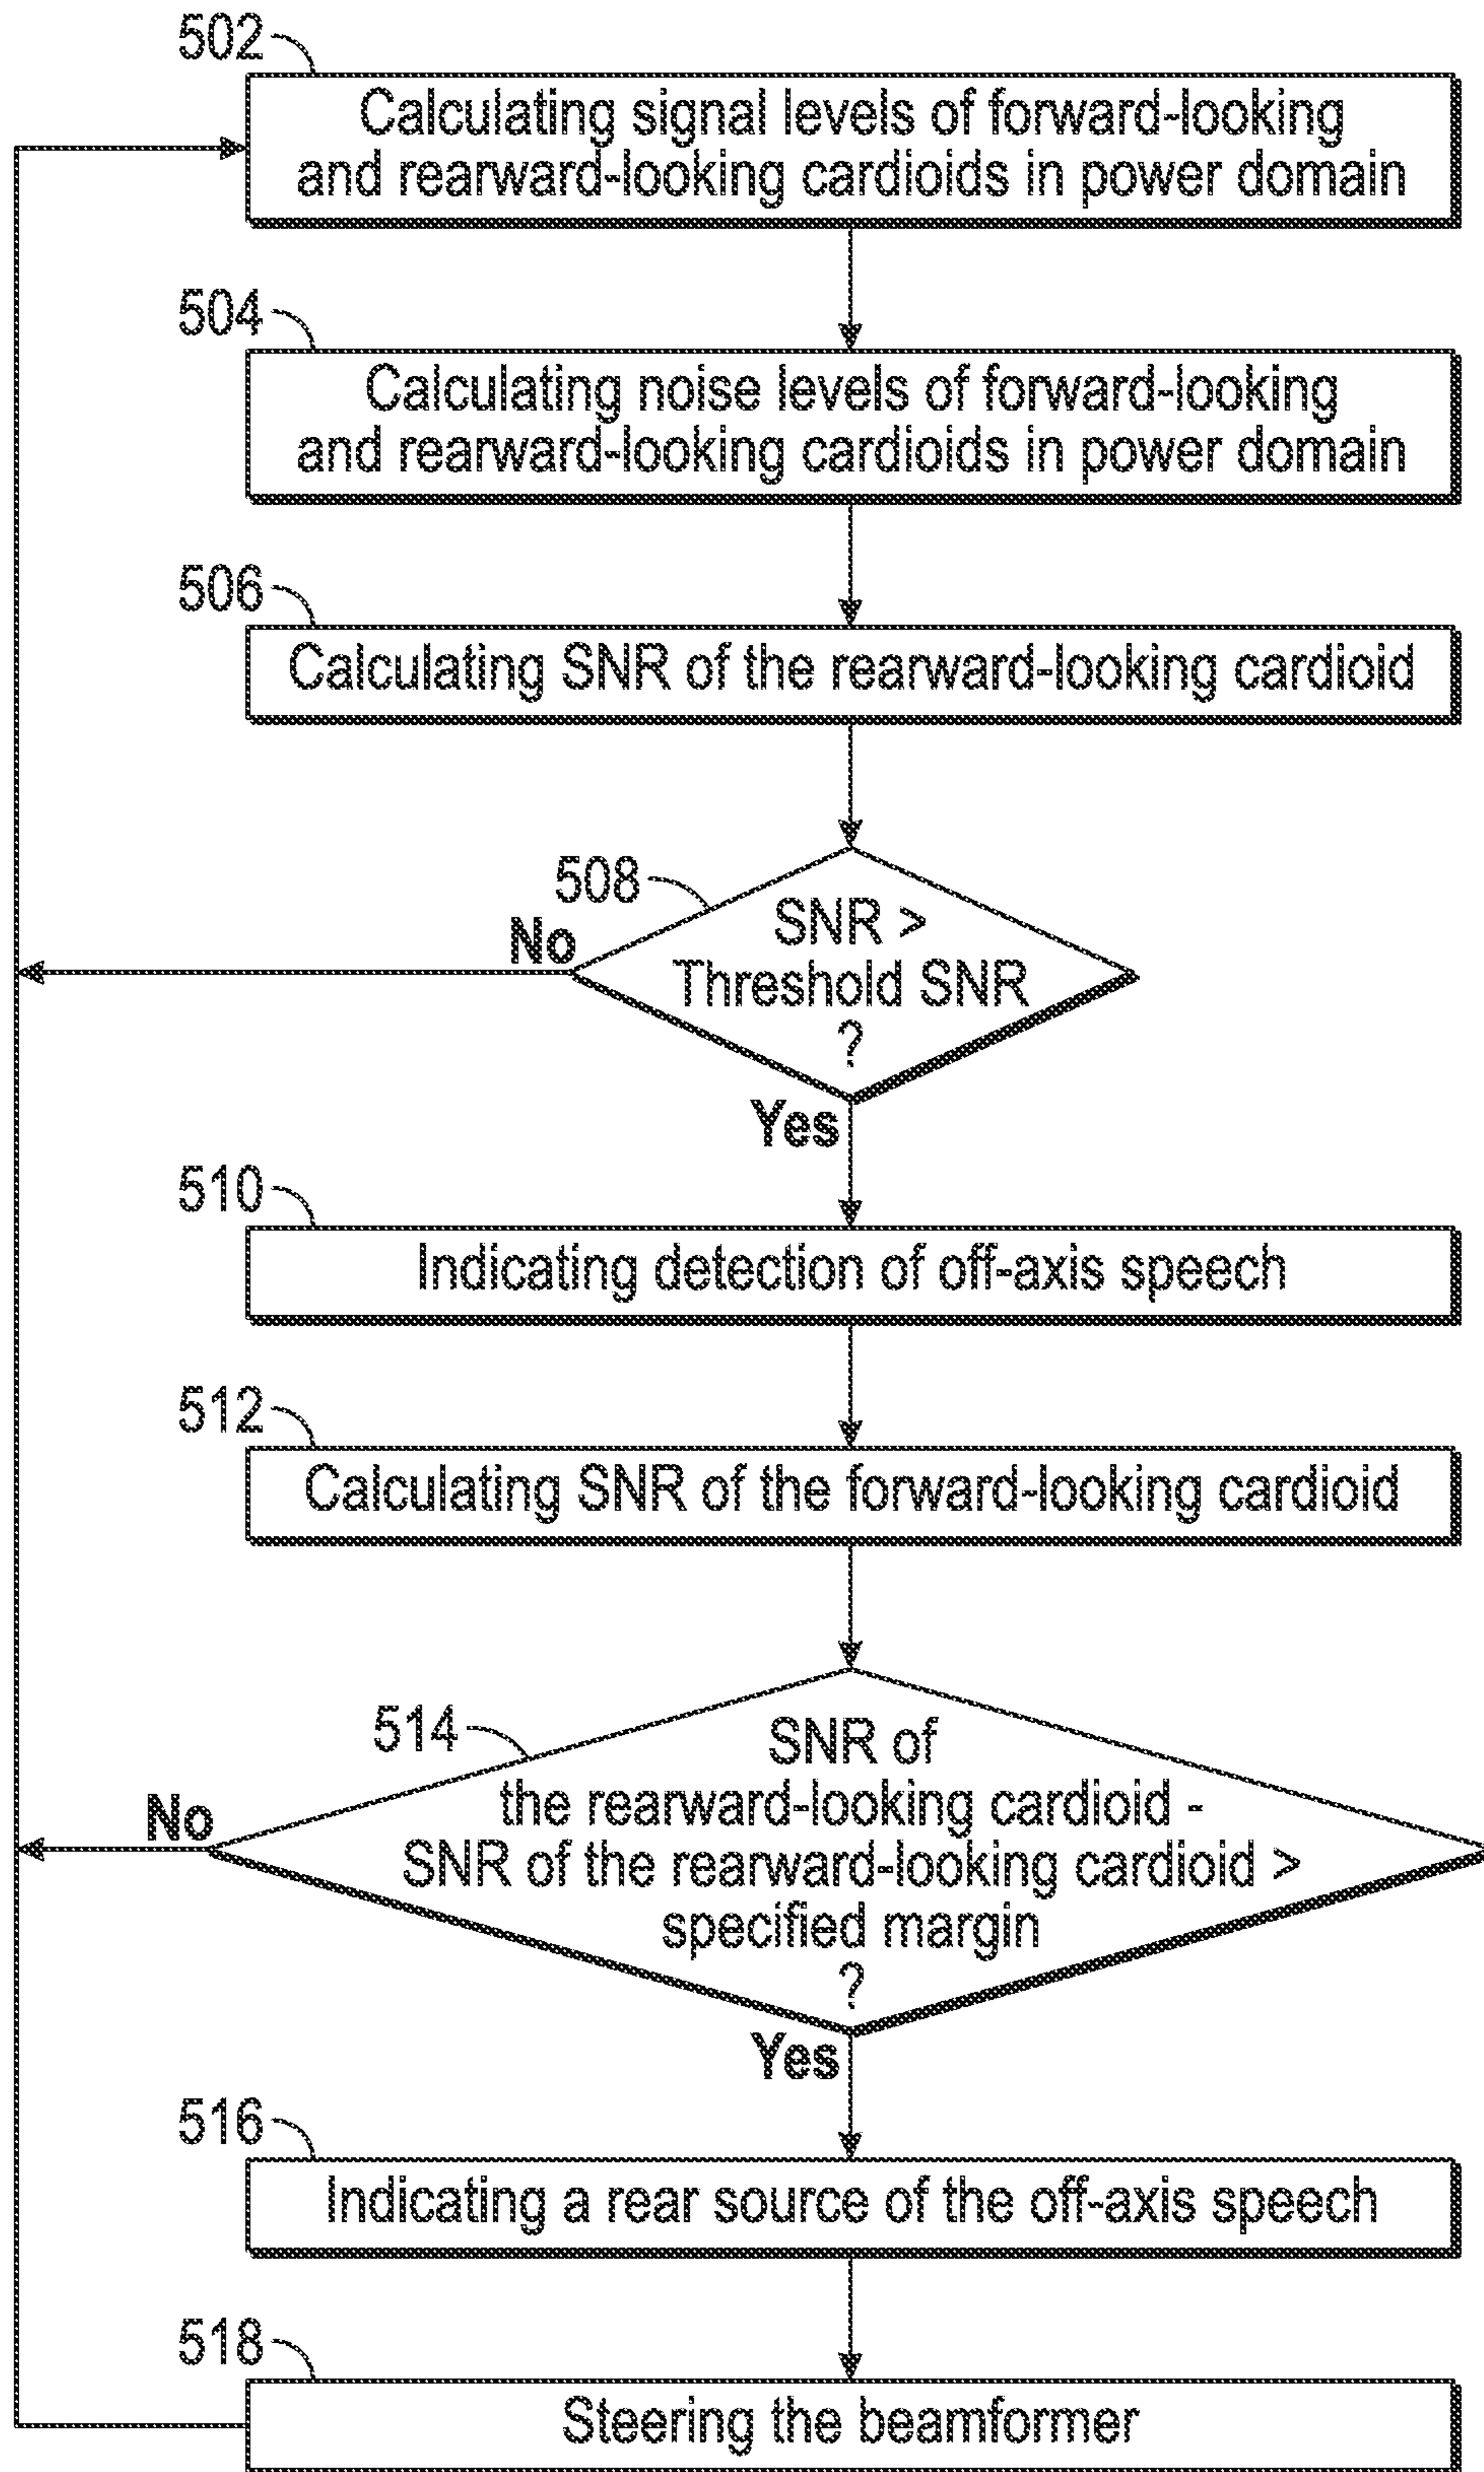 502
Calculating signal levels of forward-looking
and rearward-looking cardioids in power domain
504
Calculating noise levels of forward-looking
and rearward-looking cardioids in power domain
506
Calculating SNR of the rearward-looking cardioid
508
No
SNR >
Threshold SNR
?
Yes
510
Indicating detection of off-axis speech
512
Calculating SNR of the forward-looking cardioid
514
No
SNR of
the rearward-looking cardioid -
SNR of the rearward-looking cardioid >
specified margin
?
Yes
516
Indicating a rear source of the off-axis speech
518
Steering the beamformer